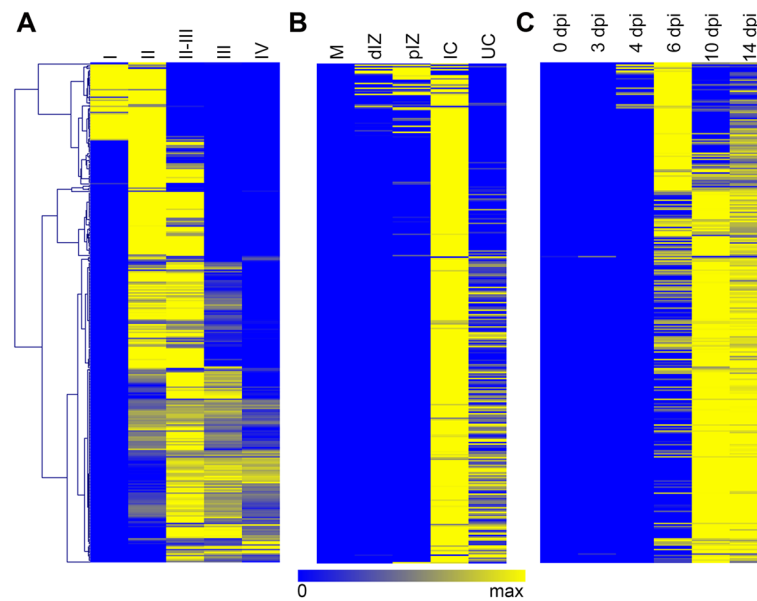 A
I II II-III III IV
B
M dIZ pIZ IC UC
C
0 dpi 3 dpi 4 dpi 6 dpi 10 dpi 14 dpi
0 max